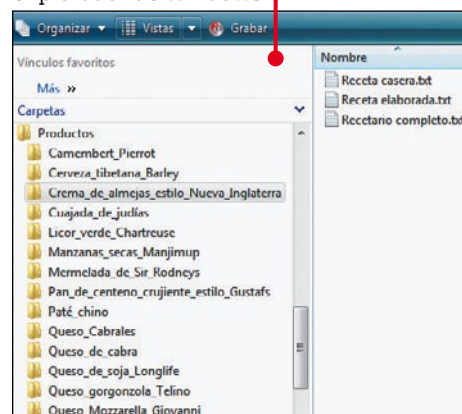 Organizar
Vistas
Grabar
Vínculos favoritos
Más »
Carpetas
Productos
Camembert_Pierrot
Cerveza_tibetana_Barley
Crema_de_almejas_estilo_Nueva_Inglaterra
Cuajada_de_judías
Licor_verde_Chartreuse
Manzanas_secas_Manjimup
Mermelada_de_Sir_Rodneys
Pan_de_centeno_crujiente_estilo_Gustafs
Paté_chino
Queso_Cabrales
Queso_de_cabra
Queso_de_soja_Longlife
Queso_gorgonzola_Telino
Queso_Mozzarella_Giovanni
Nombre
Receta casera.txt
Receta elaborada.txt
Recetario completo.txt